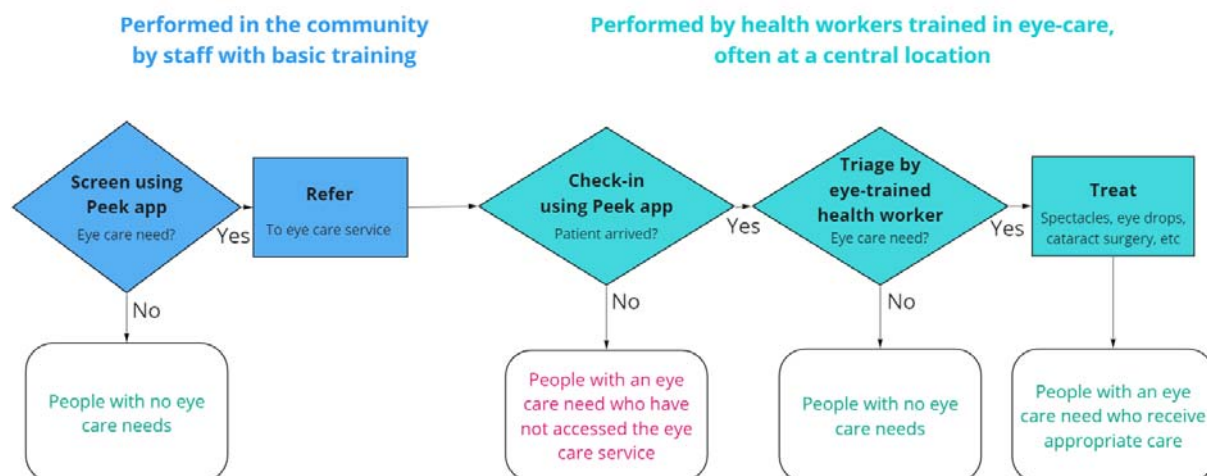 Performed in the community
by staff with basic training
Performed by health workers trained in eye-care,
often at a central location
Screen using
Peek app
Eye care need?
Yes
Refer
To eye care service
Check-in
using Peek app
Patient arrived?
Yes
Triage by
eye-trained
health worker
Eye care need?
Yes
Treat
Spectacles, eye drops,
cataract surgery, etc
No
No
No
People with no eye
care needs
People with an eye
care need who have
not accessed the eye
care service
People with no eye
care needs
People with an eye
care need who receive
appropriate care